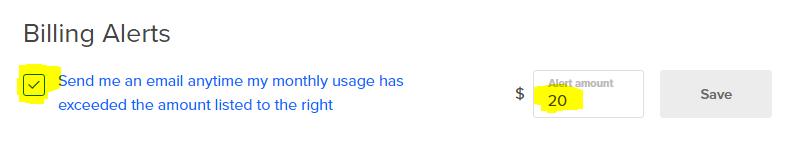 Billing Alerts
Send me an email anytime my monthly usage has
exceeded the amount listed to the right
$
Alert amount
20
Save